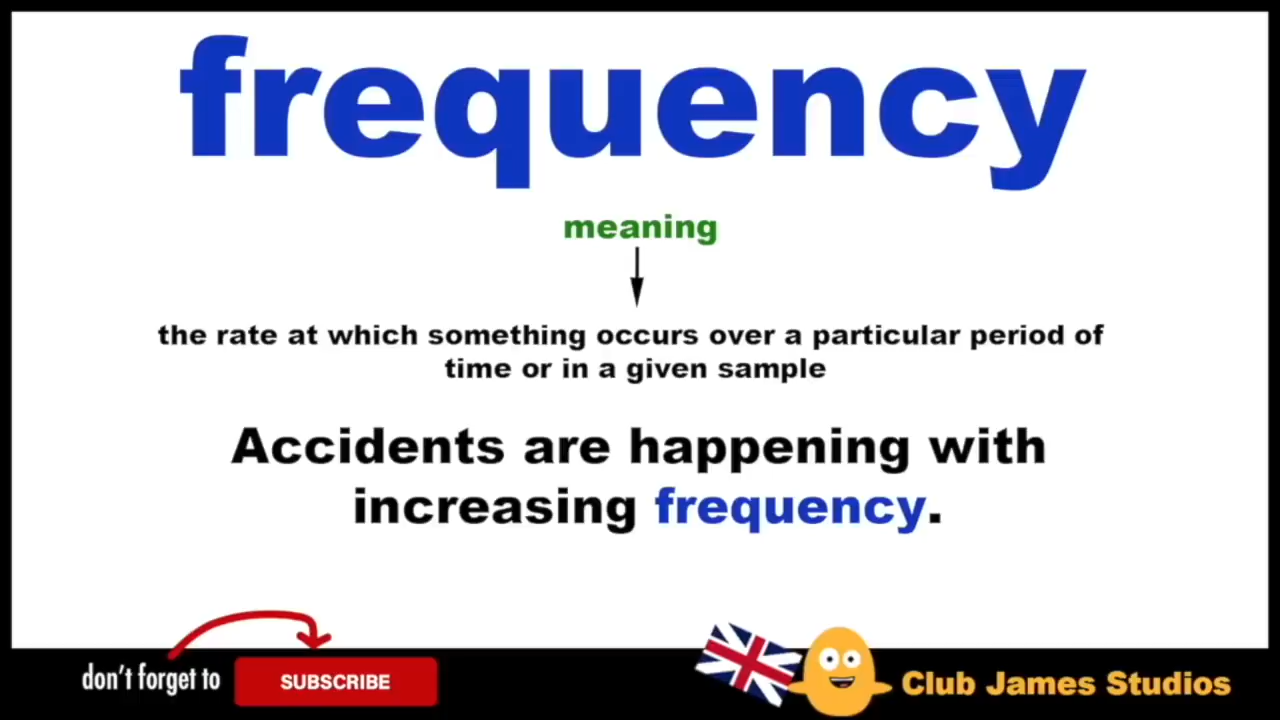 frequency
meaning
the rate at which something occurs over a particular period of
time or in a given sample
Accidents are happening with
increasing frequency.
don't forget to
SUBSCRIBE
Club James Studios